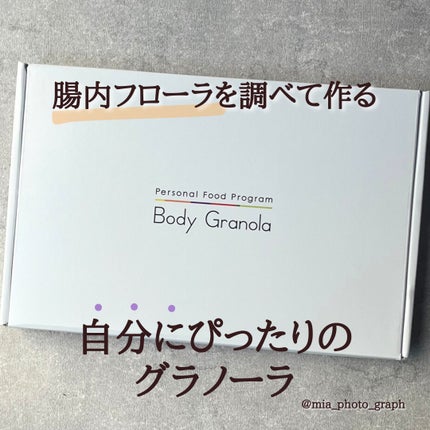 腸内フローラを調べて作る
Personal Food Program
Body Granola
自分にぴったりの
グラノーラ
@mia_photo_graph